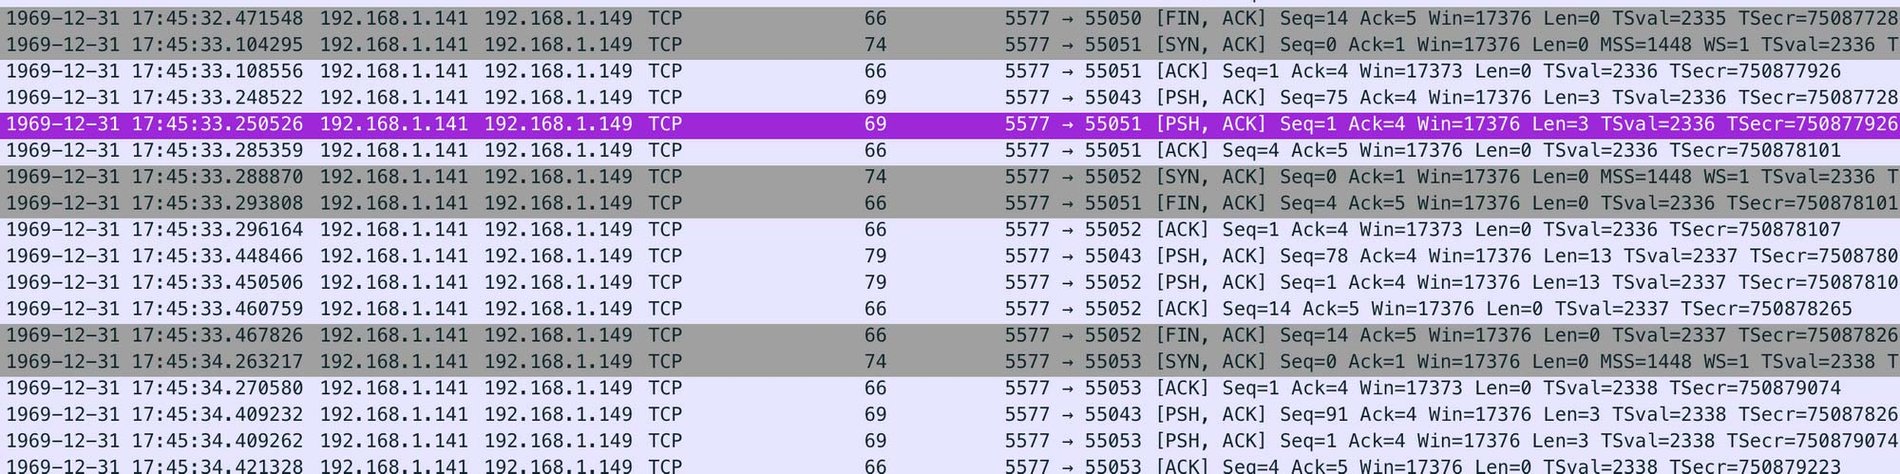 1969-12-31 17:45:32.471548 192.168.1.141 192.168.1.149 TCP 66 5577 → 55050 [FIN, ACK] Seq=14 Ack=5 Win=17376 Len=0 TSval=2335 TSecr=75087728
1969-12-31 17:45:33.104295 192.168.1.141 192.168.1.149 TCP 74 5577 → 55051 [SYN, ACK] Seq=0 Ack=1 Win=17376 Len=0 MSS=1448 WS=1 TSval=2336 T
1969-12-31 17:45:33.108556 192.168.1.141 192.168.1.149 TCP 66 5577 → 55051 [ACK] Seq=1 Ack=4 Win=17373 Len=0 TSval=2336 TSecr=750877926
1969-12-31 17:45:33.248522 192.168.1.141 192.168.1.149 TCP 69 5577 → 55043 [PSH, ACK] Seq=75 Ack=4 Win=17376 Len=3 TSval=2336 TSecr=75087728
1969-12-31 17:45:33.250526 192.168.1.141 192.168.1.149 TCP 69 5577 → 55051 [PSH, ACK] Seq=1 Ack=4 Win=17376 Len=3 TSval=2336 TSecr=750877926
1969-12-31 17:45:33.285359 192.168.1.141 192.168.1.149 TCP 66 5577 → 55051 [ACK] Seq=4 Ack=5 Win=17376 Len=0 TSval=2336 TSecr=750878101
1969-12-31 17:45:33.288870 192.168.1.141 192.168.1.149 TCP 74 5577 → 55052 [SYN, ACK] Seq=0 Ack=1 Win=17376 Len=0 MSS=1448 WS=1 TSval=2336 T
1969-12-31 17:45:33.293808 192.168.1.141 192.168.1.149 TCP 66 5577 → 55051 [FIN, ACK] Seq=4 Ack=5 Win=17376 Len=0 TSval=2336 TSecr=750878101
1969-12-31 17:45:33.296164 192.168.1.141 192.168.1.149 TCP 66 5577 → 55052 [ACK] Seq=1 Ack=4 Win=17373 Len=0 TSval=2336 TSecr=750878107
1969-12-31 17:45:33.448466 192.168.1.141 192.168.1.149 TCP 79 5577 → 55043 [PSH, ACK] Seq=78 Ack=4 Win=17376 Len=13 TSval=2337 TSecr=7508780
1969-12-31 17:45:33.450506 192.168.1.141 192.168.1.149 TCP 79 5577 → 55052 [PSH, ACK] Seq=1 Ack=4 Win=17376 Len=13 TSval=2337 TSecr=7507810
1969-12-31 17:45:33.460759 192.168.1.141 192.168.1.149 TCP 66 5577 → 55052 [ACK] Seq=14 Ack=5 Win=17376 Len=0 TSval=2337 TSecr=750878265
1969-12-31 17:45:33.467826 192.168.1.141 192.168.1.149 TCP 66 5577 → 55052 [FIN, ACK] Seq=14 Ack=5 Win=17376 Len=0 TSval=2337 TSecr=75087826
1969-12-31 17:45:34.263217 192.168.1.141 192.168.1.149 TCP 74 5577 → 55053 [SYN, ACK] Seq=0 Ack=1 Win=17376 Len=0 MSS=1448 WS=1 TSval=2338 T
1969-12-31 17:45:34.270580 192.168.1.141 192.168.1.149 TCP 66 5577 → 55053 [ACK] Seq=1 Ack=4 Win=17373 Len=0 TSval=2338 TSecr=750879074
1969-12-31 17:45:34.409232 192.168.1.141 192.168.1.149 TCP 69 5577 → 55043 [PSH, ACK] Seq=91 Ack=4 Win=17376 Len=3 TSval=2338 TSecr=75087826
1969-12-31 17:45:34.409262 192.168.1.141 192.168.1.149 TCP 69 5577 → 55053 [PSH, ACK] Seq=1 Ack=4 Win=17376 Len=3 TSval=2338 TSecr=750879074
1969-12-31 17:45:34.421328 192.168.1.141 192.168.1.149 TCP 66 5577 → 55053 [ACK] Seq=4 Ack=5 Win=17376 Len=0 TSval=2338 TSecr=750879223